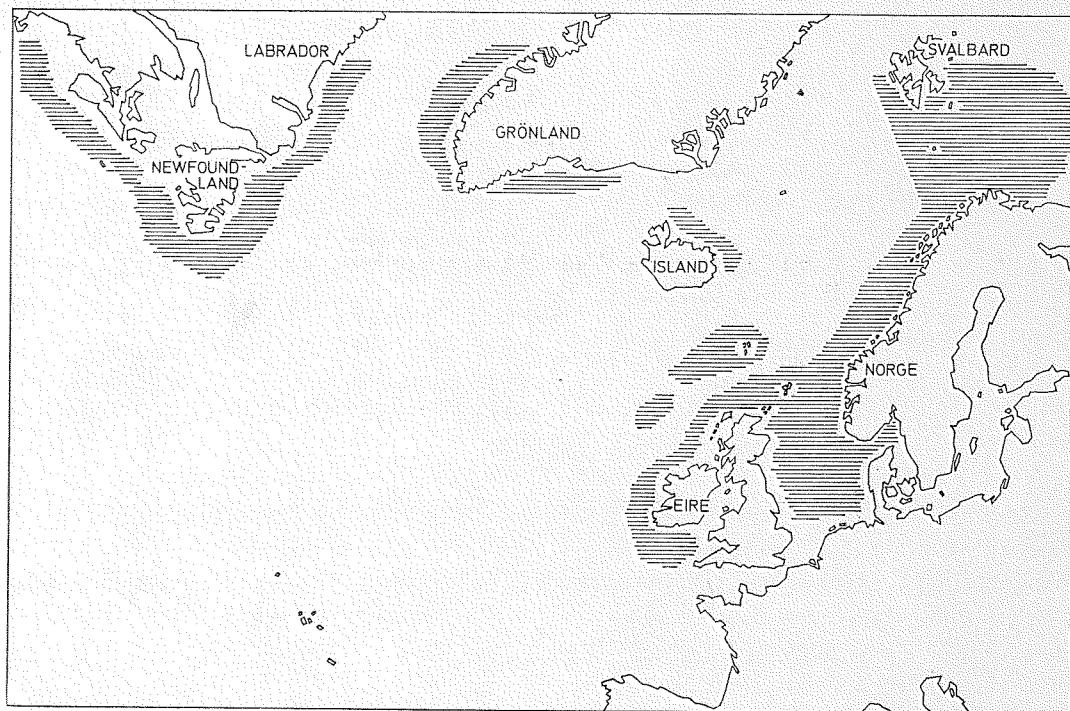 LABRADOR
SVALBARD
GRÖNLAND
NEWFOUND-
LAND
ISLAND
NORGE
EIRE